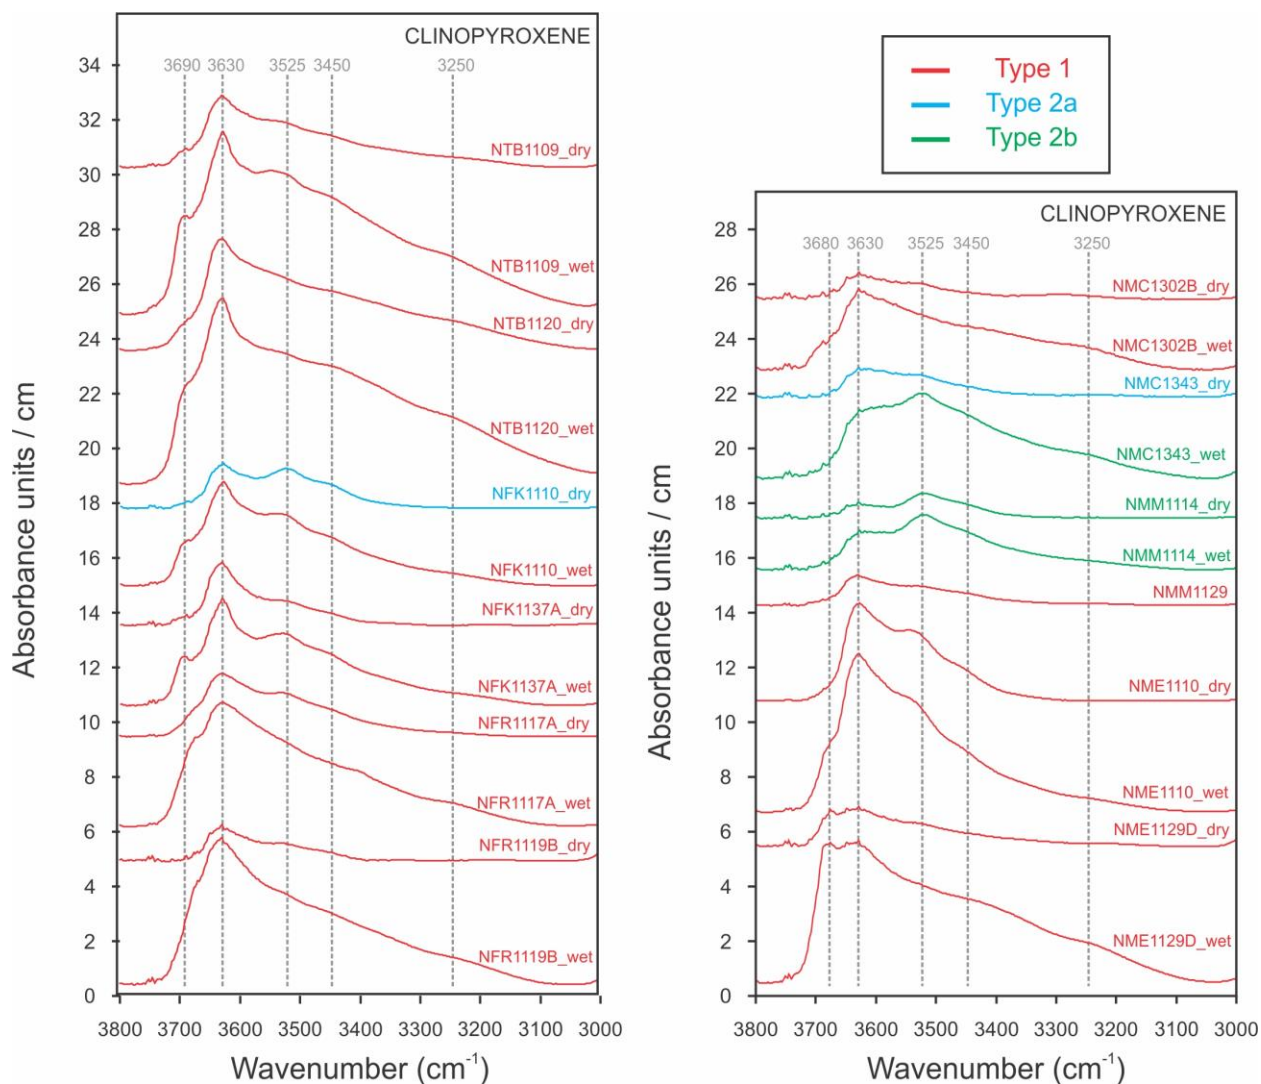 CLINOPYROXENE
3690 3630 3525 3450 3250
34
32
30
28
26
24
22
20
18
16
14
12
10
8
6
4
2
0
Absorbance units / cm
NTB1109_dry
NTB1109_wet
NTB1120_dry
NTB1120_wet
NFK1110_dry
NFK1110_wet
NFK1137A_dry
NFK1137A_wet
NFR1117A_dry
NFR1117A_wet
NFR1119B_dry
NFR1119B_wet
3800 3700 3600 3500 3400 3300 3200 3100 3000
Wavenumber (cm⁻¹)
Type 1
Type 2a
Type 2b
CLINOPYROXENE
3680 3630 3525 3450 3250
28
26
24
22
20
18
16
14
12
10
8
6
4
2
0
Absorbance units / cm
NMC1302B_dry
NMC1302B_wet
NMC1343_dry
NMC1343_wet
NMM1114_dry
NMM1114_wet
NMM1129
NME1110_dry
NME1110_wet
NME1129D_dry
NME1129D_wet
3800 3700 3600 3500 3400 3300 3200 3100 3000
Wavenumber (cm⁻¹)